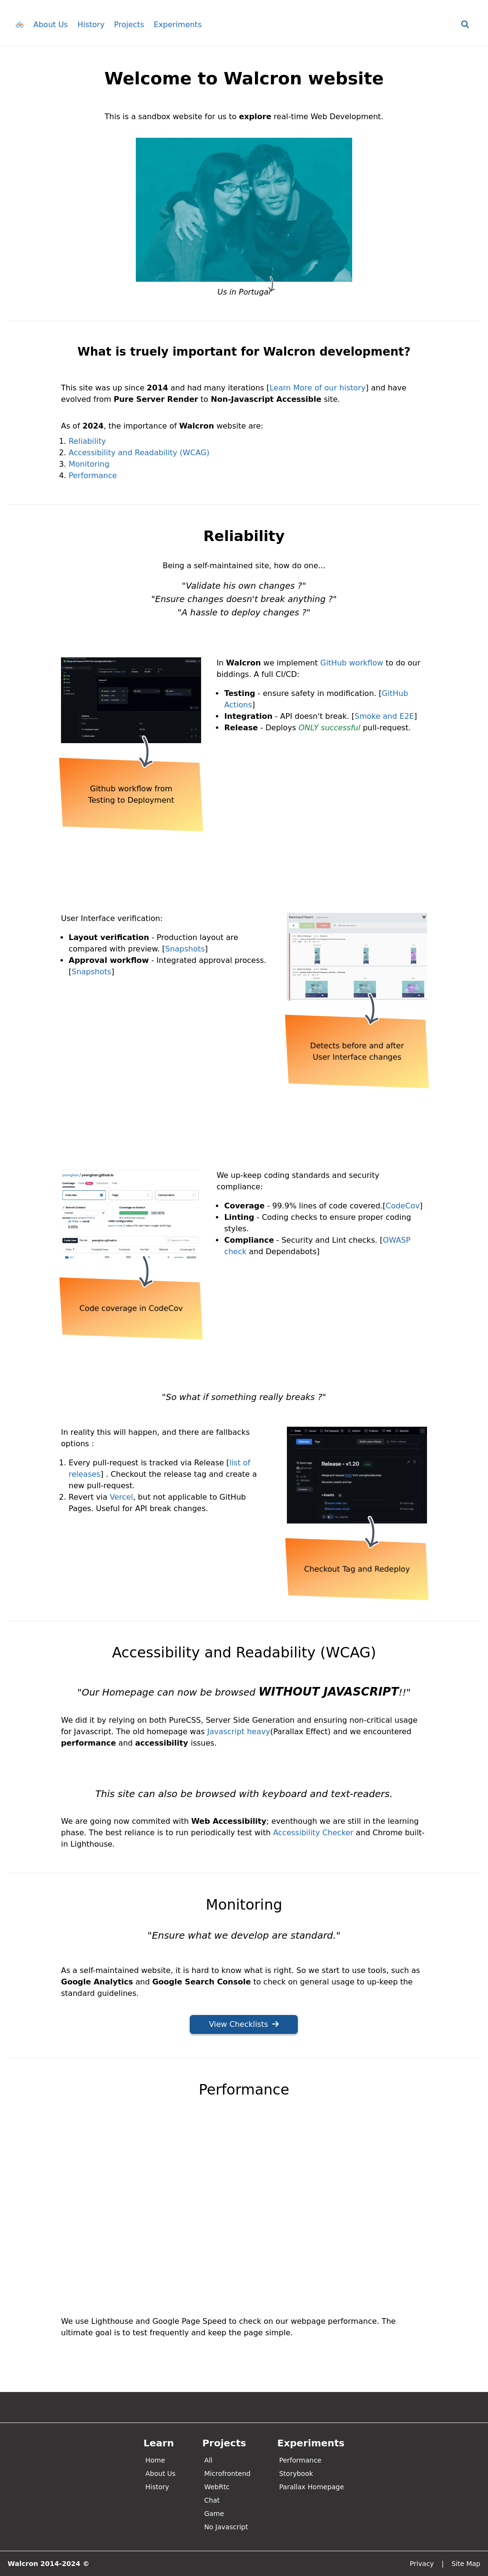 About Us History Projects Experiments
Welcome to Walcron website
This is a sandbox website for us to explore real-time Web Development.
Us in Portugal
What is truely important for Walcron development?
This site was up since 2014 and had many iterations [Learn More of our history] and have
evolved from Pure Server Render to Non-Javascript Accessible site.
As of 2024, the importance of Walcron website are:
1. Reliability
2. Accessibility and Readability (WCAG)
3. Monitoring
4. Performance
Reliability
Being a self-maintained site, how do one...
"Validate his own changes ?"
"Ensure changes doesn't break anything ?"
"A hassle to deploy changes ?"
In Walcron we implement GitHub workflow to do our
biddings. A full CI/CD:
• Testing - ensure safety in modification. [GitHub
Actions]
• Integration - API doesn't break. [Smoke and E2E]
• Release - Deploys ONLY successful pull-request.
Github workflow from
Testing to Deployment
User Interface verification:
• Layout verification - Production layout are
compared with preview. [Snapshots]
• Approval workflow - Integrated approval process.
[Snapshots]
Detects before and after
User Interface changes
We up-keep coding standards and security
compliance:
• Coverage - 99.9% lines of code covered.[CodeCov]
• Linting - Coding checks to ensure proper coding
styles.
• Compliance - Security and Lint checks. [OWASP
check and Dependabots]
Code coverage in CodeCov
"So what if something really breaks ?"
In reality this will happen, and there are fallbacks
options :
1. Every pull-request is tracked via Release [list of
releases] . Checkout the release tag and create a
new pull-request.
2. Revert via Vercel, but not applicable to GitHub
Pages. Useful for API break changes.
Release - v1.20
Checkout Tag and Redeploy
Accessibility and Readability (WCAG)
"Our Homepage can now be browsed WITHOUT JAVASCRIPT!!"
We did it by relying on both PureCSS, Server Side Generation and ensuring non-critical usage
for Javascript. The old homepage was Javascript heavy(Parallax Effect) and we encountered
performance and accessibility issues.
This site can also be browsed with keyboard and text-readers.
We are going now commited with Web Accessibility; eventhough we are still in the learning
phase. The best reliance is to run periodically test with Accessibility Checker and Chrome built-
in Lighthouse.
Monitoring
"Ensure what we develop are standard."
As a self-maintained website, it is hard to know what is right. So we start to use tools, such as
Google Analytics and Google Search Console to check on general usage to up-keep the
standard guidelines.
View Checklists
Performance
We use Lighthouse and Google Page Speed to check on our webpage performance. The
ultimate goal is to test frequently and keep the page simple.
Learn
Home
About Us
History
Projects
All
Microfrontend
WebRtc
Chat
Game
No Javascript
Experiments
Performance
Storybook
Parallax Homepage
Walcron 2014-2024 ©
Privacy | Site Map